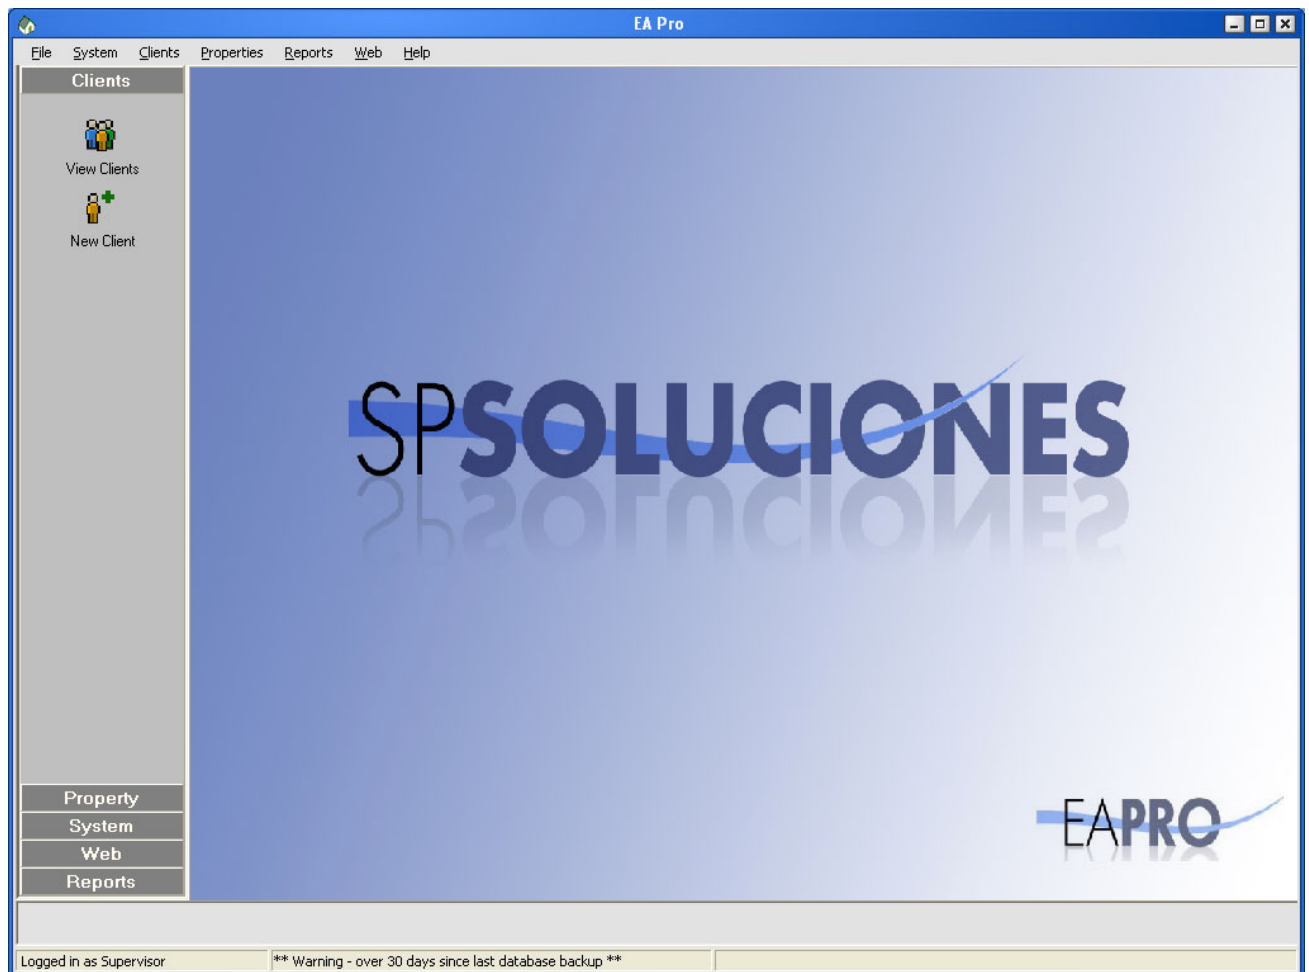 EA Pro
File System Clients Properties Reports Web Help
Clients
View Clients
New Client
SPSOLUCIONES
Property
System
Web
Reports
EAPRO
Logged in as Supervisor ** Warning - over 30 days since last database backup **